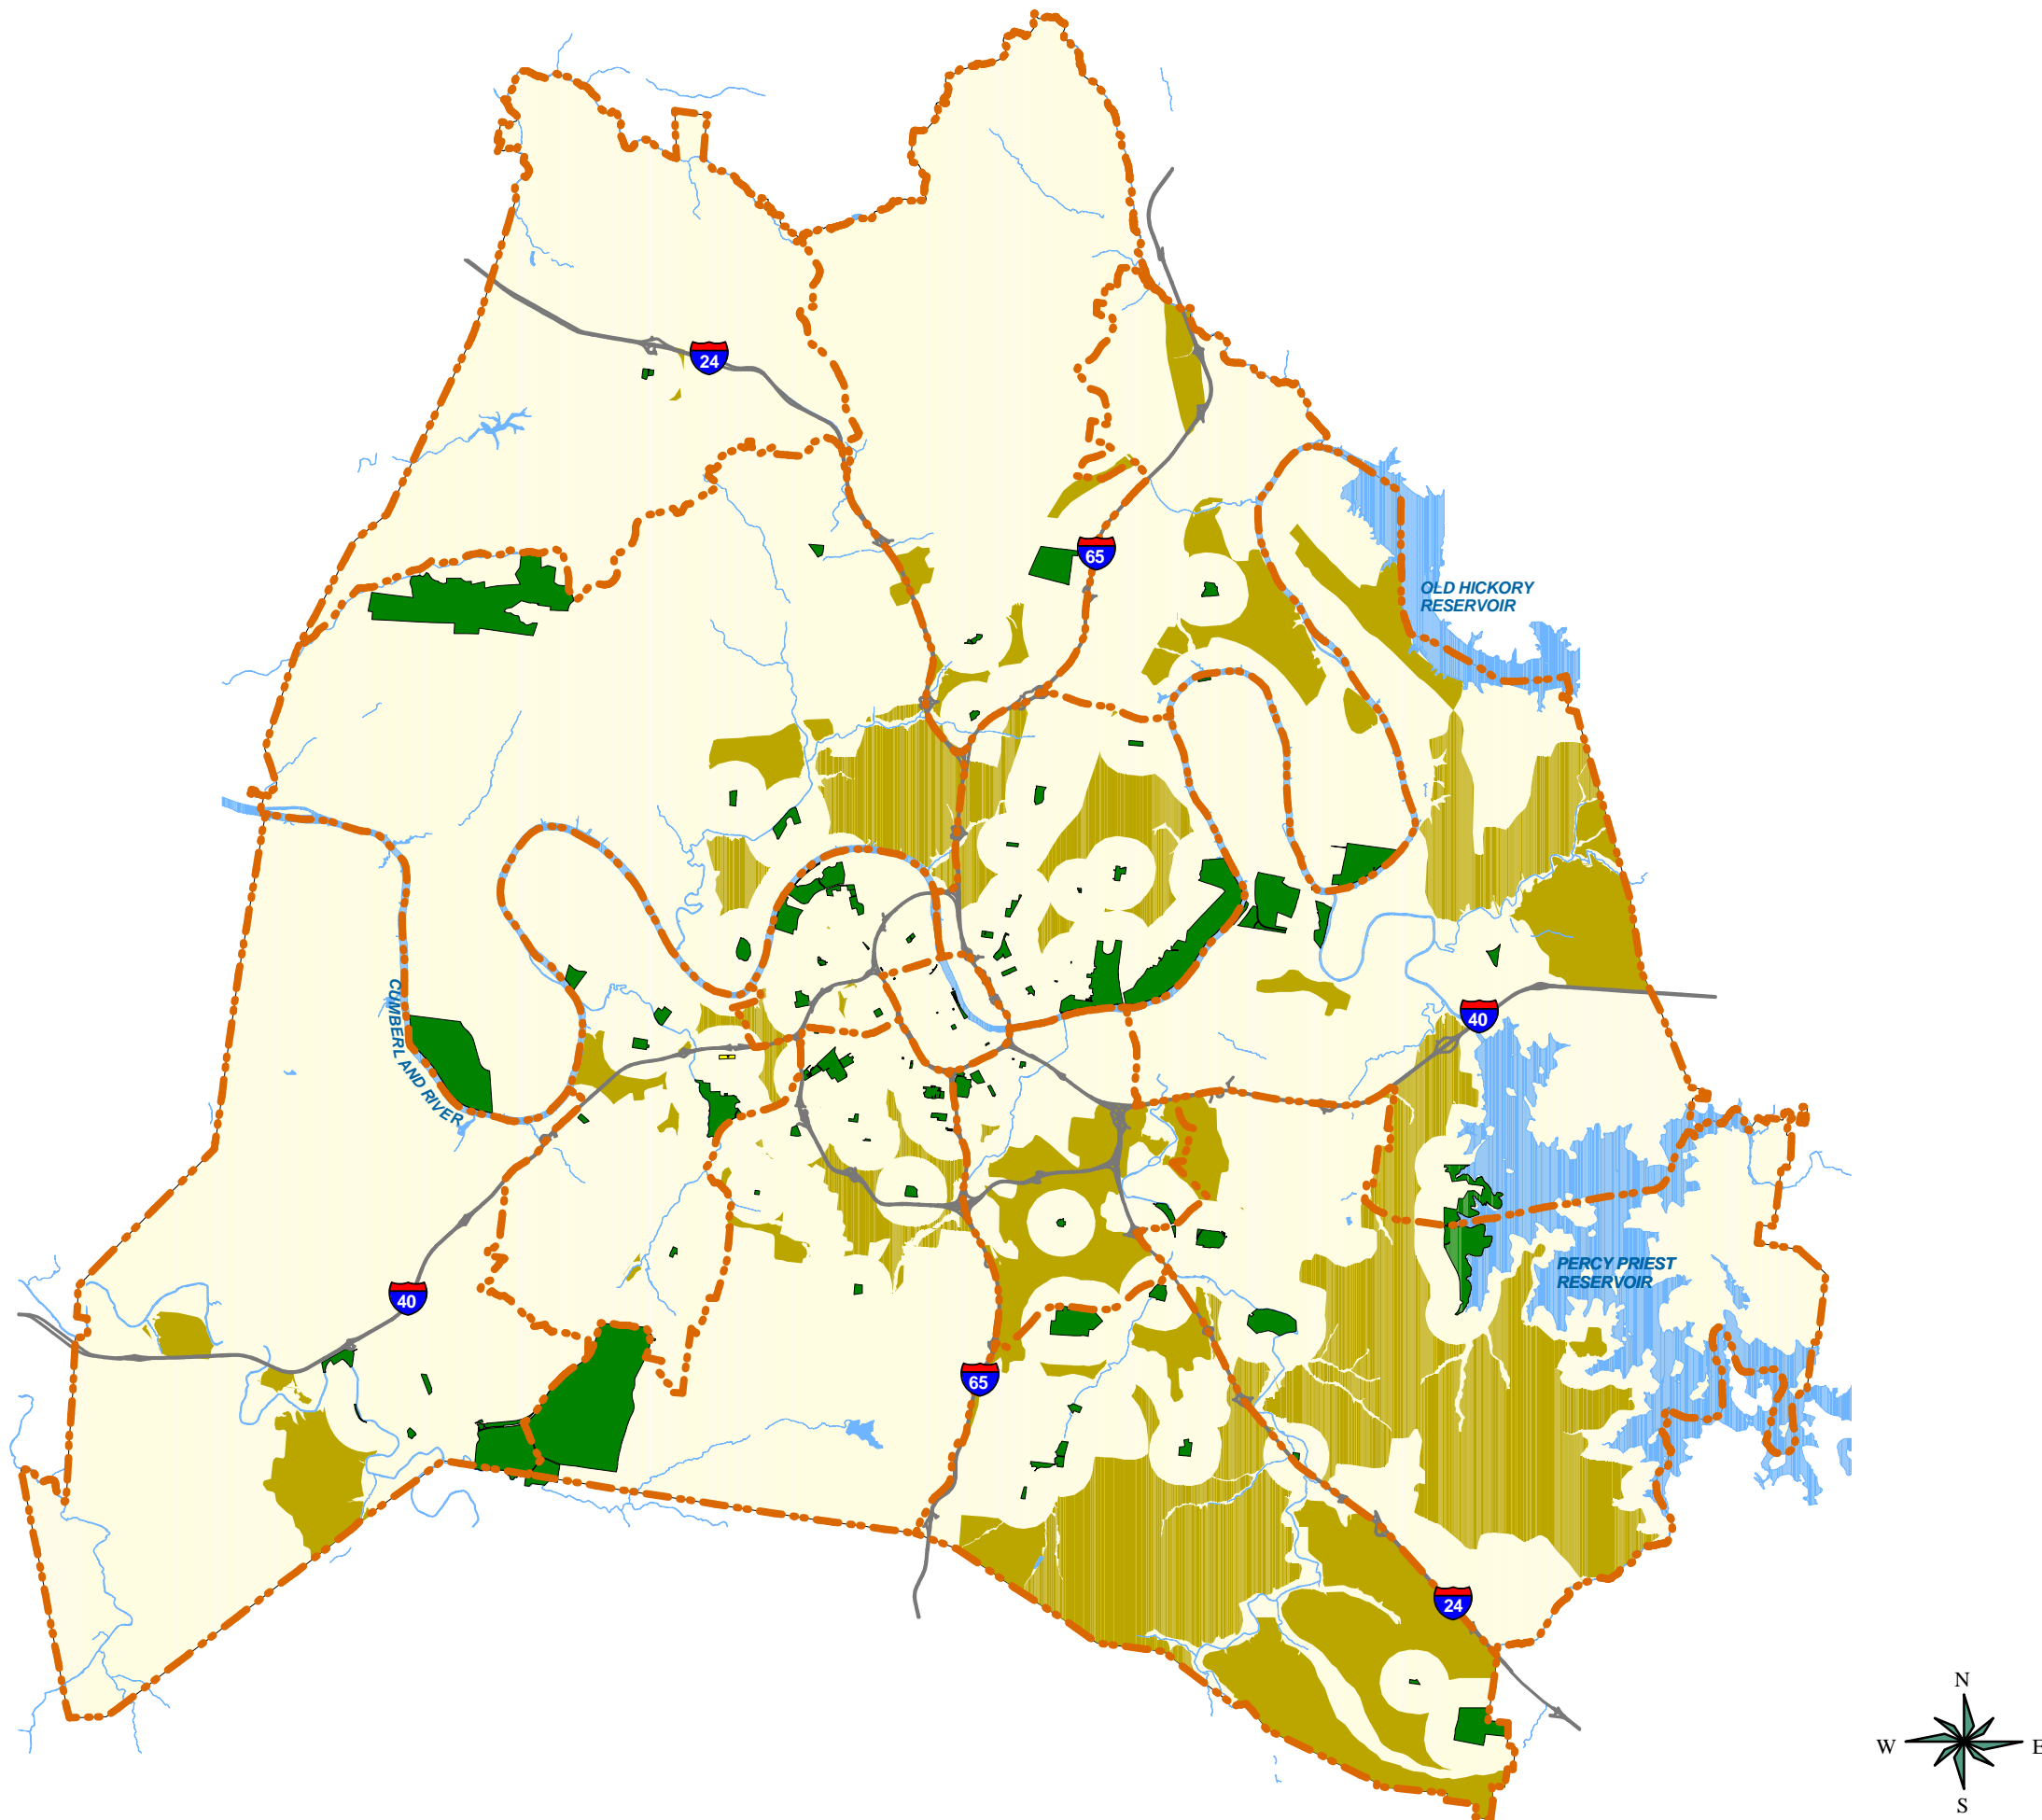 24
65
OLD HICKORY
RESERVOIR
CUMBERLAND RIVER
40
PERCY PRIEST
RESERVOIR
40
65
24
N
W
E
S